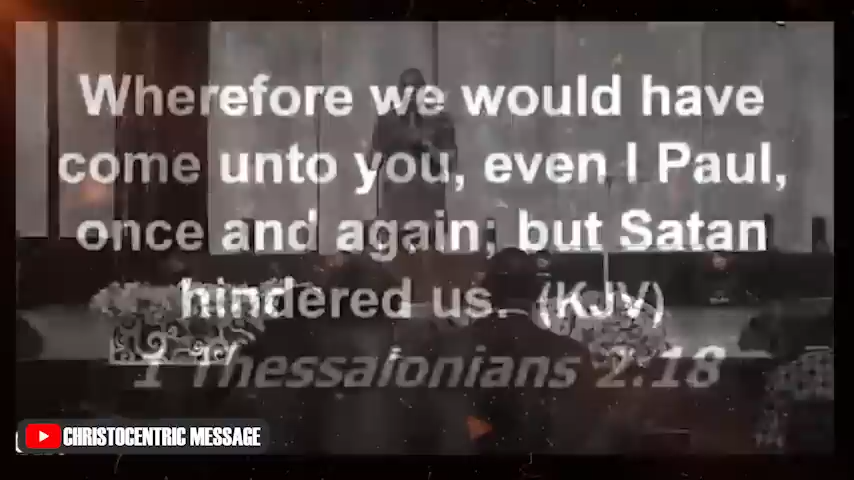 Wherefore we would have
come unto you, even I Paul,
once and again; but Satan
hindered us. (KJV)
1 Thessalonians 2:18
CHRISTOCENTRIC MESSAGE